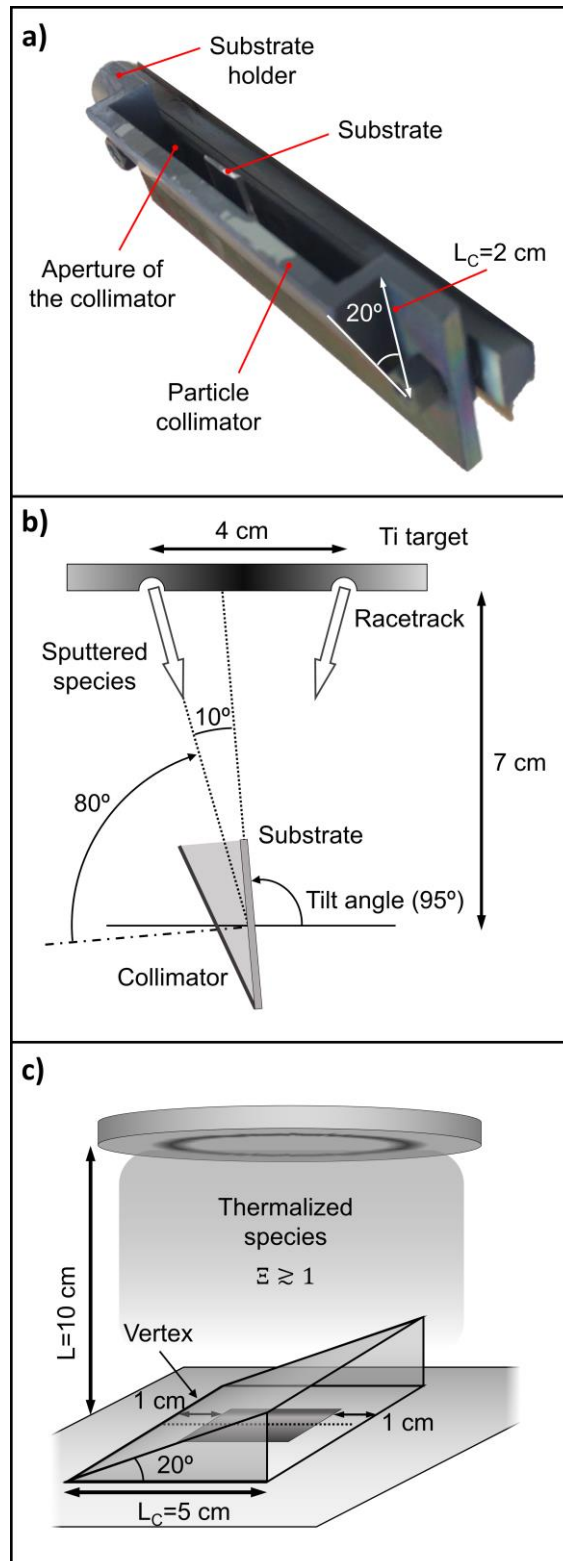 a)
Substrate
holder
Substrate
Aperture of
the collimator
L_C=2 cm
20º
Particle
collimator
b)
4 cm
Ti target
Racetrack
Sputtered
species
10º
7 cm
80º
Substrate
Tilt angle (95º)
Collimator
c)
Thermalized
species
Ξ ≳ 1
L=10 cm
Vertex
1 cm
1 cm
20º
L_C=5 cm